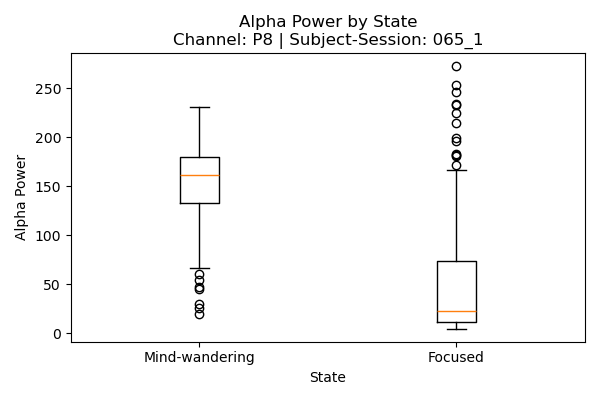 Alpha Power by State
Channel: P8 | Subject-Session: 065_1
Alpha Power
250
200
150
100
50
0
Mind-wandering
Focused
State